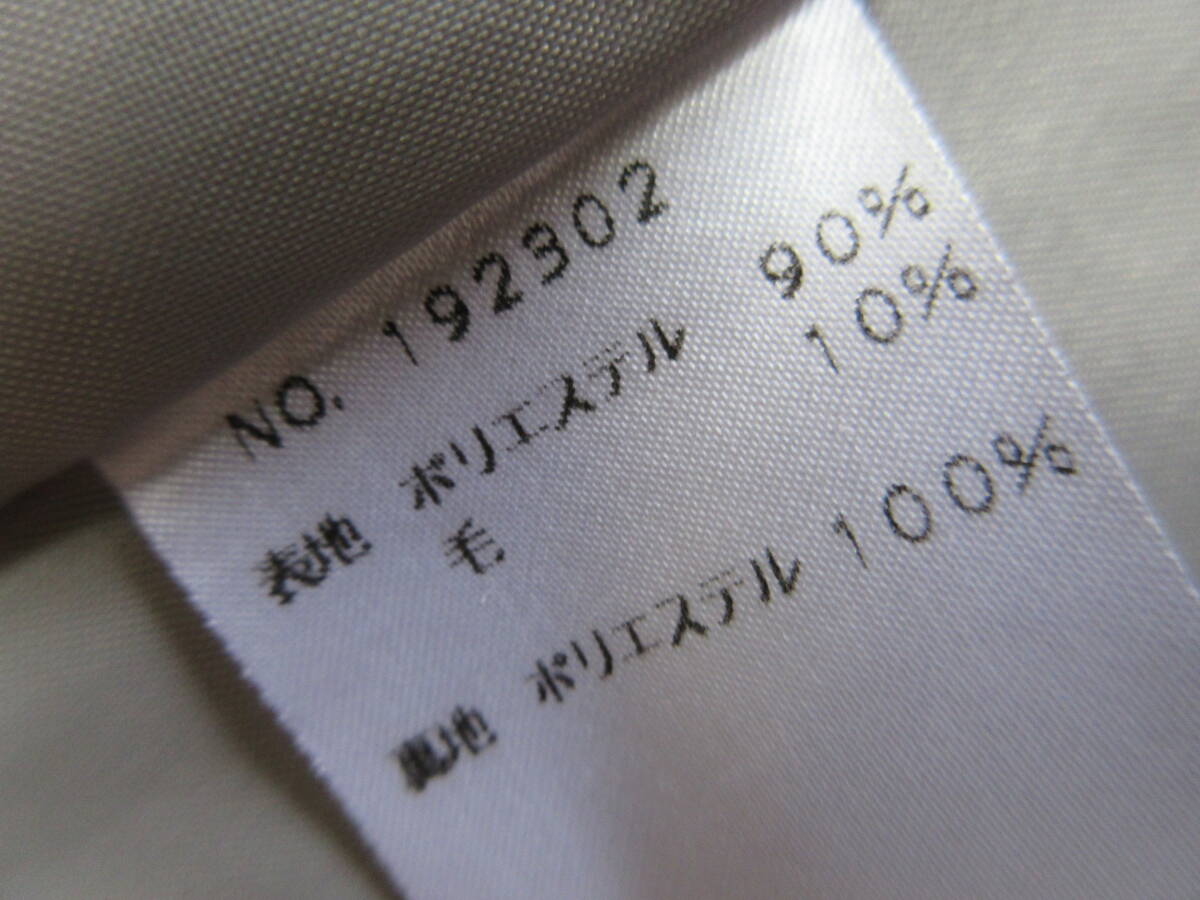 NO. 192302
表地 ポリエステル 90%
毛 10%
裏地 ポリエステル 100%